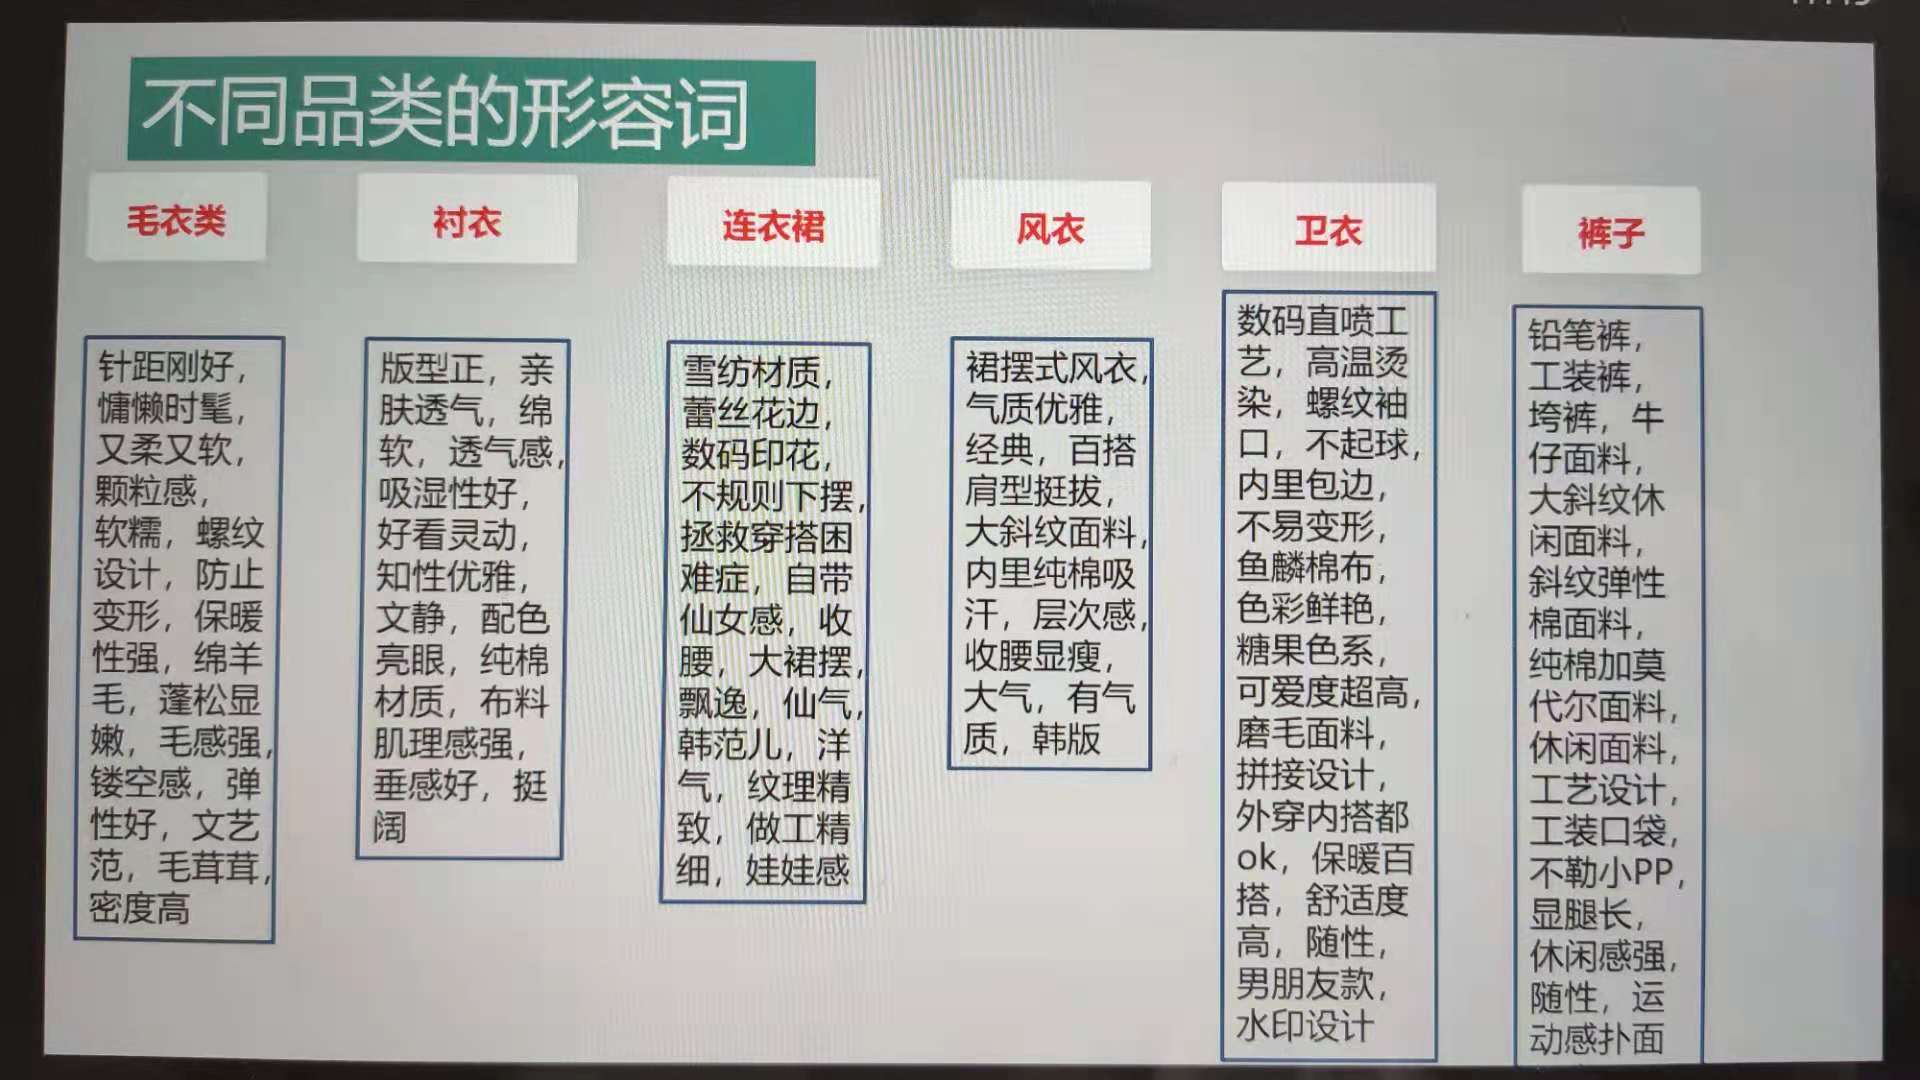 不同品类的形容词
毛衣类
针距刚好，
慵懒时髦，
又柔又软，
颗粒感，
软糯，螺纹
设计，防止
变形，保暖
性强，绵羊
毛，蓬松显
嫩，毛感强，
镂空感，弹
性好，文艺
范，毛茸茸，
密度高
衬衣
版型正，亲
肤透气，绵
软，透气感，
吸湿性好，
好看灵动，
知性优雅，
文静，配色
亮眼，纯棉
材质，布料
肌理感强，
垂感好，挺
阔
连衣裙
雪纺材质，
蕾丝花边，
数码印花，
不规则下摆，
拯救穿搭困
难症，自带
仙女感，收
腰，大裙摆，
飘逸，仙气，
韩范儿，洋
气，纹理精
致，做工精
细，娃娃感
风衣
裙摆式风衣，
气质优雅，
经典，百搭
肩型挺拔，
大斜纹面料，
内里纯棉吸
汗，层次感，
收腰显瘦，
大气，有气
质，韩版
卫衣
数码直喷工
艺，高温烫
染，螺纹袖
口，不起球，
内里包边，
不易变形，
鱼麟棉布，
色彩鲜艳，
糖果色系，
可爱度超高，
磨毛面料，
拼接设计，
外穿内搭都
ok，保暖百
搭，舒适度
高，随性，
男朋友款，
水印设计
裤子
铅笔裤，
工装裤，
垮裤，牛
仔面料，
大斜纹休
闲面料，
斜纹弹性
棉面料，
纯棉加莫
代尔面料，
休闲面料，
工艺设计，
工装口袋，
不勒小PP，
显腿长，
休闲感强，
随性，运
动感扑面